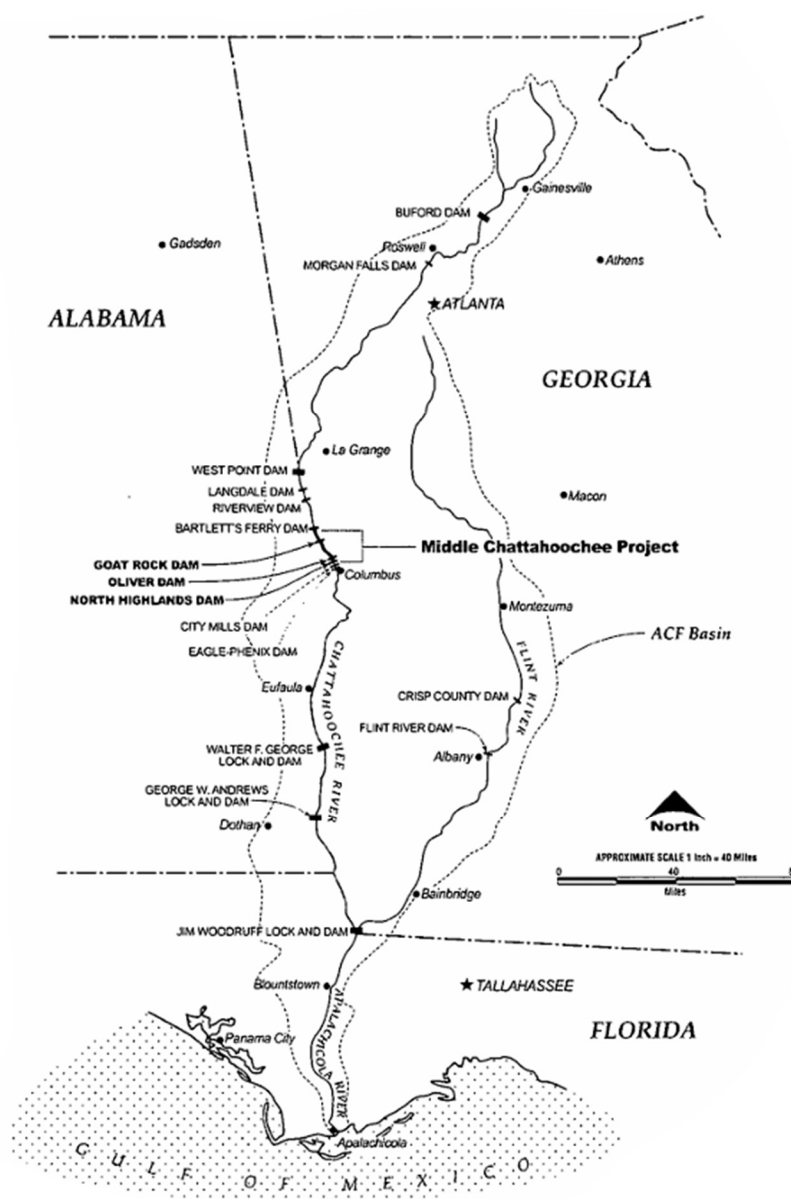 Gainesville
BUFORD DAM
Gadsden
Roswell
Athens
MORGAN FALLS DAM
ATLANTA
ALABAMA
GEORGIA
La Grange
WEST POINT DAM
LANGDALE DAM
RIVERVIEW DAM
Macon
BARTLETT'S FERRY DAM
Middle Chattahoochee Project
GOAT ROCK DAM
OLIVER DAM
Columbus
NORTH HIGHLANDS DAM
Montezuma
CITY MILLS DAM
ACF Basin
EAGLE-PHENIX DAM
CHATTAHOOCHEE RIVER
FLINT RIVER
Eufaula
CRISP COUNTY DAM
FLINT RIVER DAM
WALTER F. GEORGE
LOCK AND DAM
Albany
GEORGE W. ANDREWS
LOCK AND DAM
Dothan
North
APPROXIMATE SCALE 1 Inch = 40 Miles
0 40 8
Miles
Bainbridge
JIM WOODRUFF LOCK AND DAM
Blountstown
TALLAHASSEE
APALACHICOLA RIVER
FLORIDA
Panama City
Apalachicola
GULF OF MEXICO